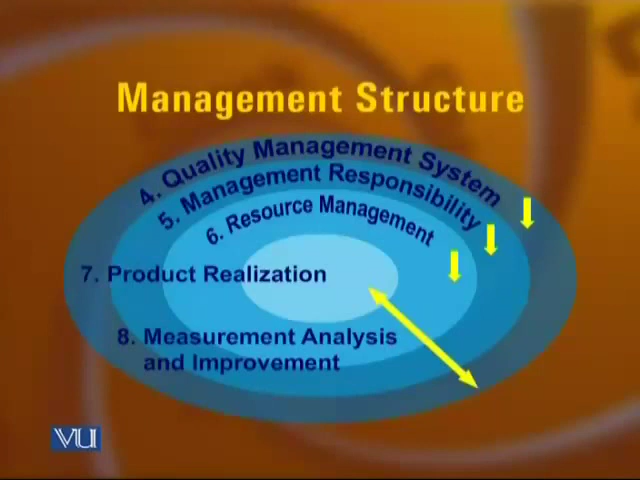 Management Structure
4. Quality Management System
5. Management Responsibility
6. Resource Management
7. Product Realization
8. Measurement Analysis
and Improvement
VU